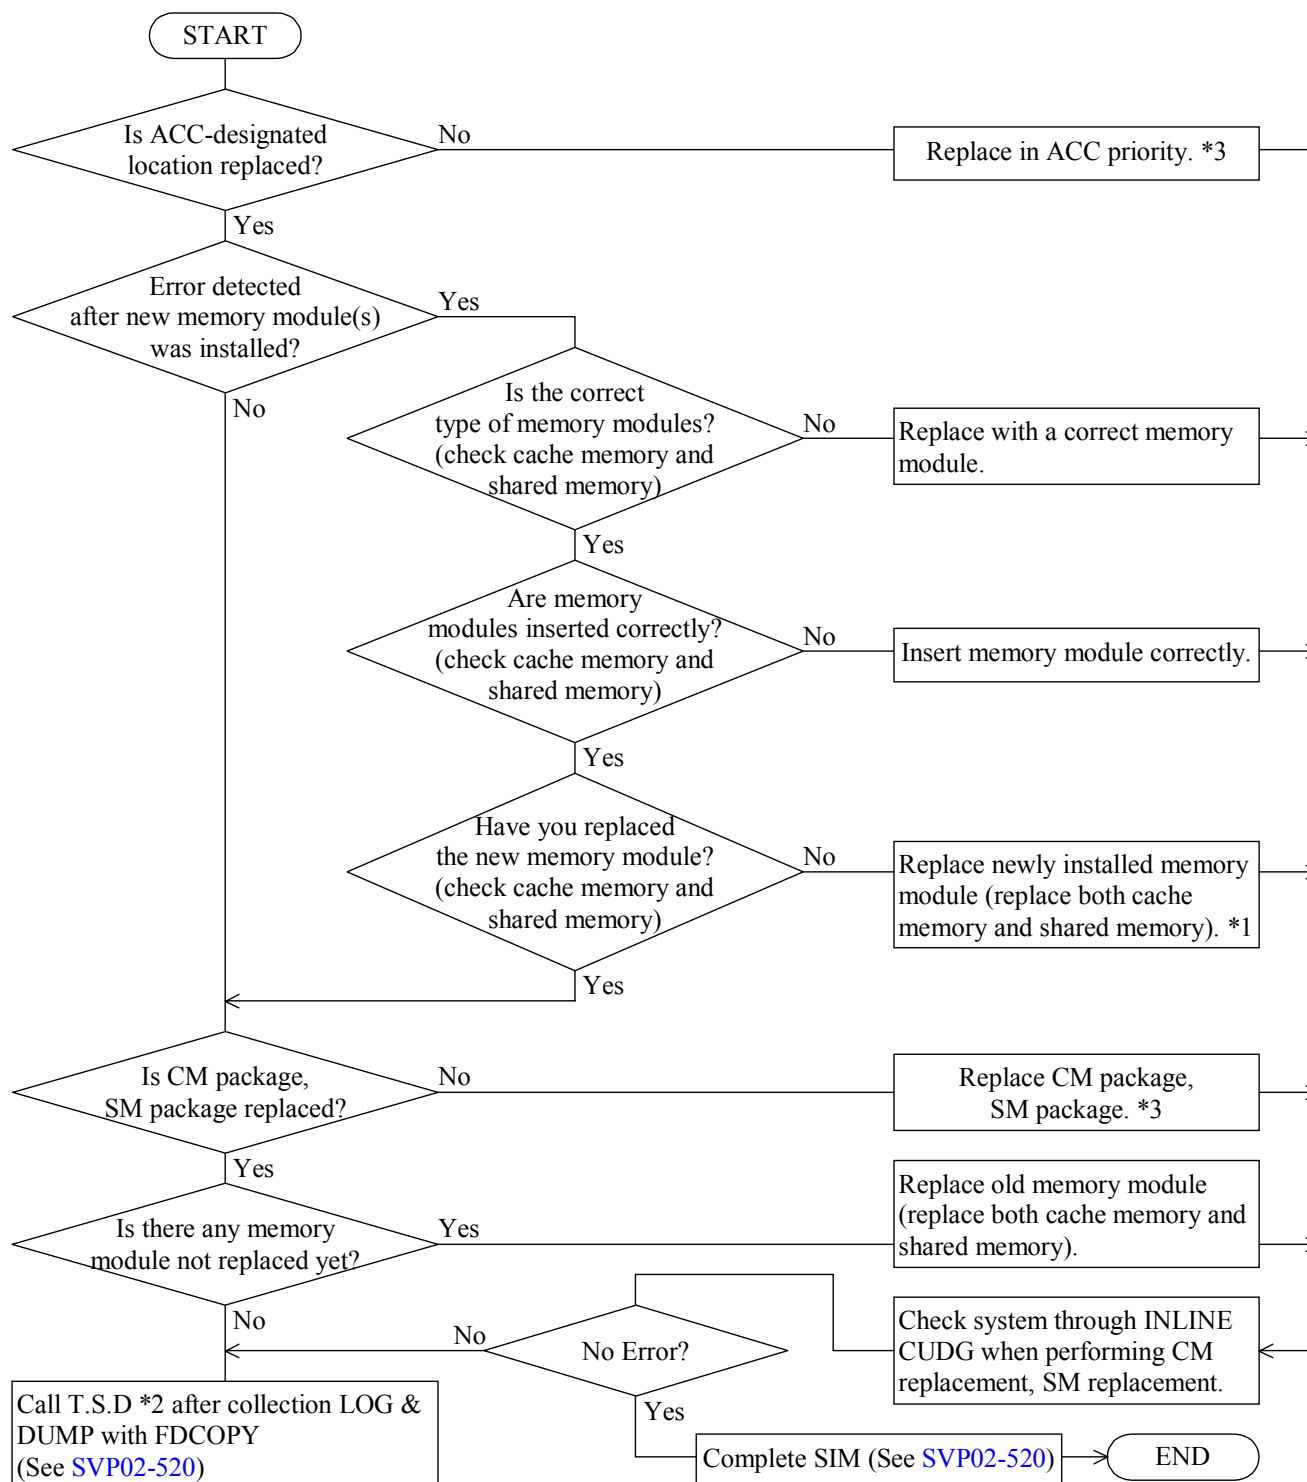 START
Is ACC-designated
location replaced?
No
Replace in ACC priority. *3
Yes
Error detected
after new memory module(s)
was installed?
Yes
No
Is the correct
type of memory modules?
(check cache memory and
shared memory)
No
Replace with a correct memory
module.
Yes
Are memory
modules inserted correctly?
(check cache memory and
shared memory)
No
Insert memory module correctly.
Yes
Have you replaced
the new memory module?
(check cache memory and
shared memory)
No
Replace newly installed memory
module (replace both cache
memory and shared memory). *1
Yes
Is CM package,
SM package replaced?
No
Replace CM package,
SM package. *3
Yes
Is there any memory
module not replaced yet?
Yes
Replace old memory module
(replace both cache memory and
shared memory).
No
Check system through INLINE
CUDG when performing CM
replacement, SM replacement.
No Error?
No
Yes
Call T.S.D *2 after collection LOG &
DUMP with FDCOPY
(See SVP02-520)
Complete SIM (See SVP02-520)
END